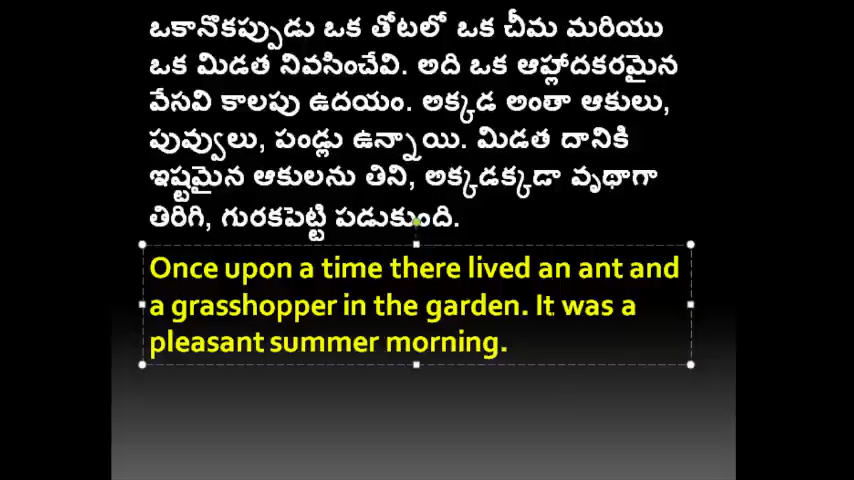 ఒకానొకప్పుడు ఒక తోటలో ఒక చీమ మరియు
ఒక మిడత నివసించేవి. అది ఒక ఆహ్లాదకరమైన
వేసవి కాలపు ఉదయం. అక్కడ అంతా ఆకులు,
పువ్వులు, పండ్లు ఉన్నాయి. మిడత దానికి
ఇష్టమైన ఆకులను తిని, అక్కడక్కడా వృథాగా
తిరిగి, గురకపెట్టి పడుకుంది.
Once upon a time there lived an ant and
a grasshopper in the garden. It was a
pleasant summer morning.